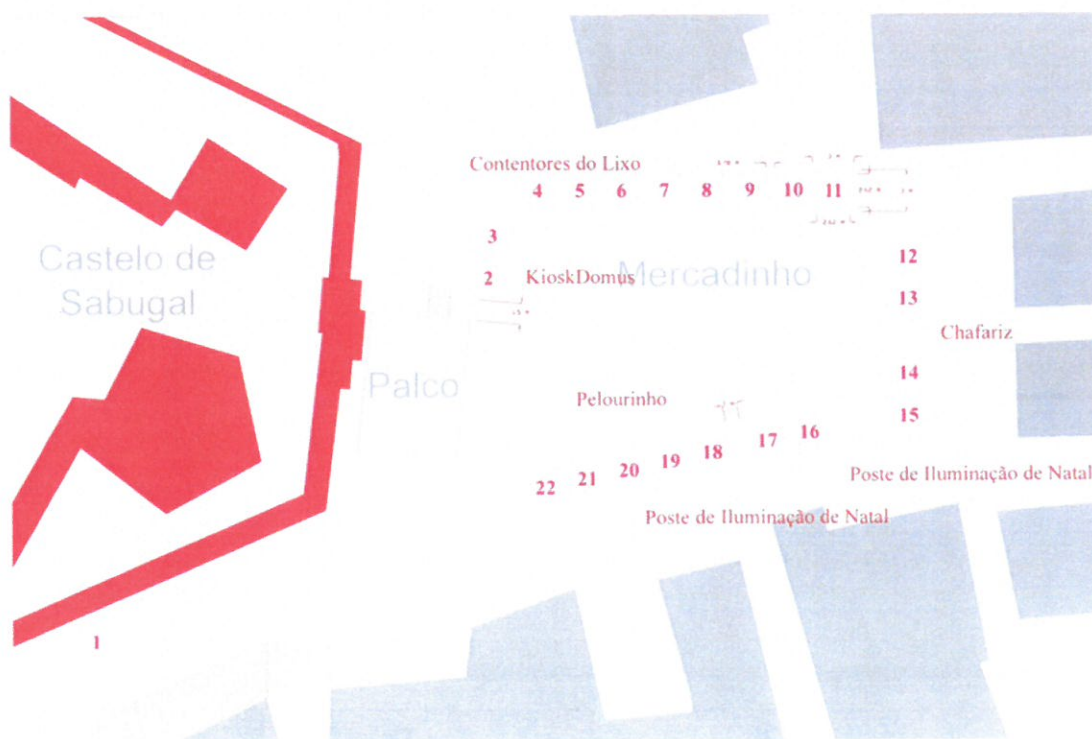 Contentores do Lixo
4 5 6 7 8 9 10 11
3
12
Castelo de
Sabugal
2 KioskDomus
Mercadinho
13
Chafariz
14
Palco
Pelourinho
15
22 21 20 19 18 17 16
Poste de Iluminação de Natal
Poste de Iluminação de Natal
1